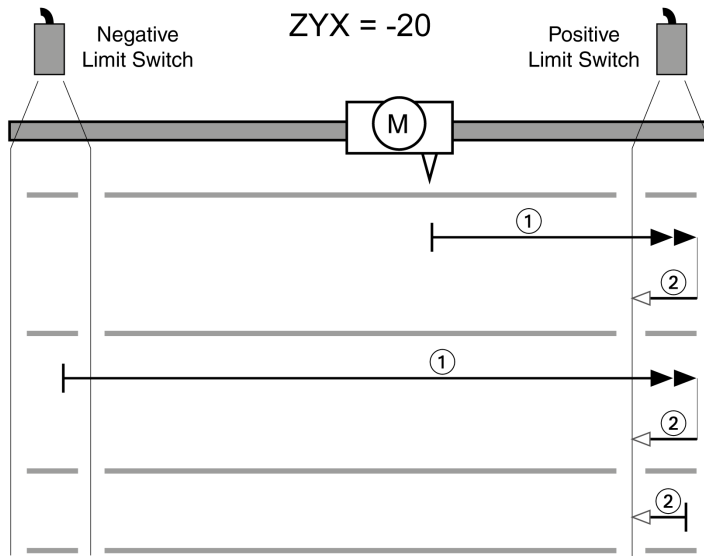 ZYX = -20
Negative
Limit Switch
Positive
Limit Switch
M
1
2
1
2
2